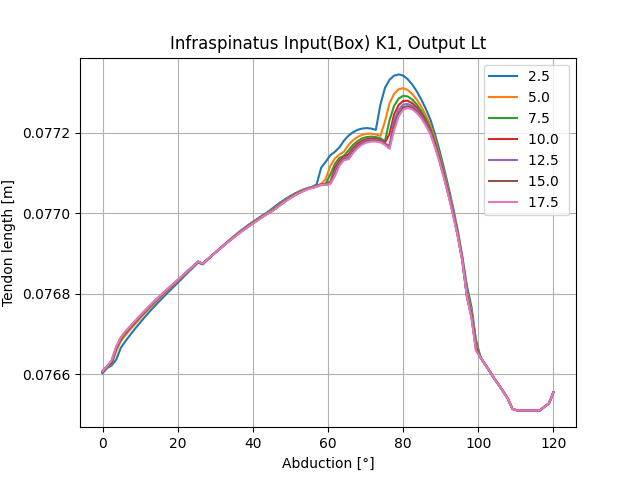 Infraspinatus Input(Box) K1, Output Lt
2.5
5.0
7.5
10.0
12.5
15.0
17.5
Tendon length [m]
0.0772
0.0770
0.0768
0.0766
0 20 40 60 80 100 120
Abduction [°]